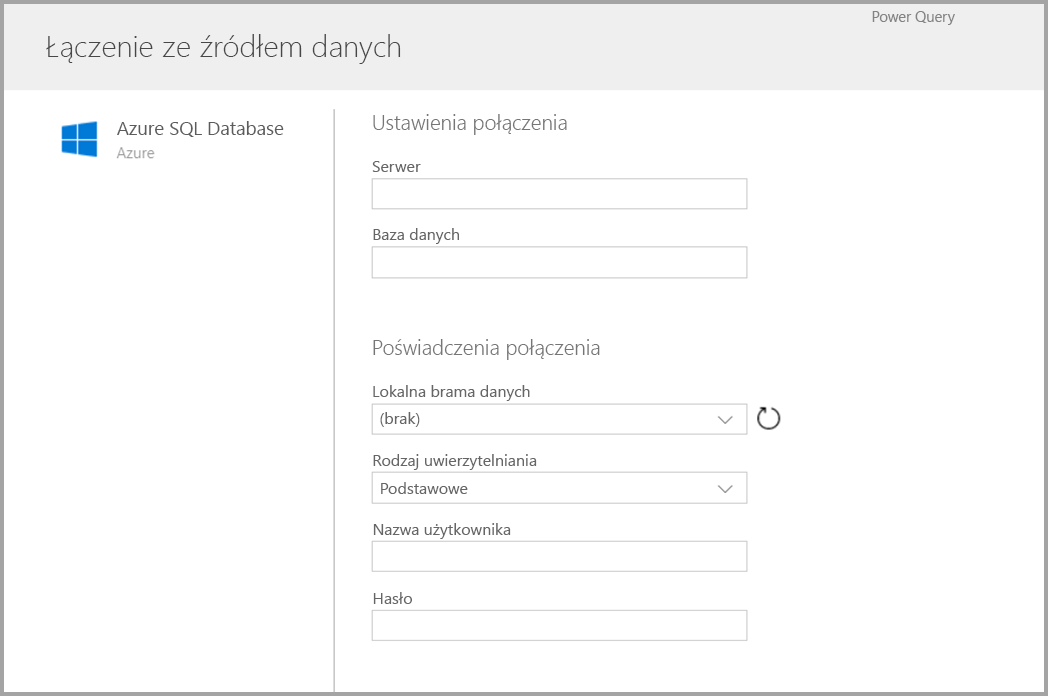 Power Query
Łączenie ze źródłem danych
Azure SQL Database
Azure
Ustawienia połączenia
Serwer
Baza danych
Poświadczenia połączenia
Lokalna brama danych
(brak)
Rodzaj uwierzytelniania
Podstawowe
Nazwa użytkownika
Hasło